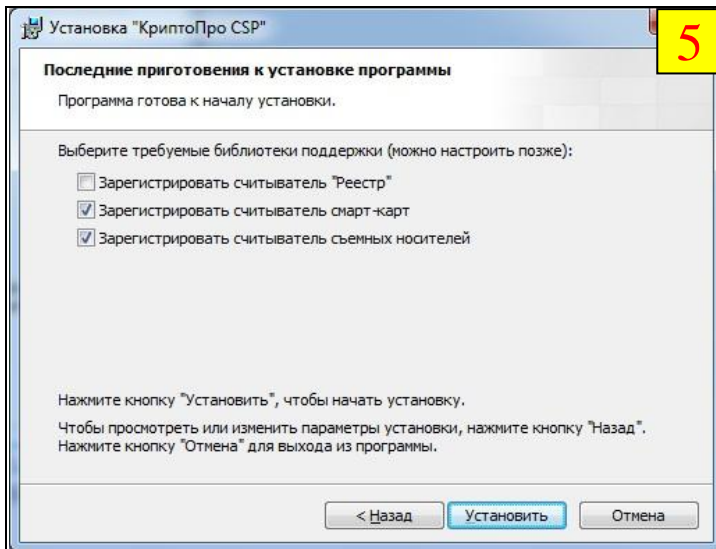 Установка "КриптоПро CSP"
5
Последние приготовения к установке программы
Программа готова к началу установки.
Выберите требуемые библиотеки поддержки (можно настроить позже):
Зарегистрировать считыватель "Реестр"
Зарегистрировать считыватель смарт-карт
Зарегистрировать считыватель съемных носителей
Нажмите кнопку "Установить", чтобы начать установку.
Чтобы просмотреть или изменить параметры установки, нажмите кнопку "Назад".
Нажмите кнопку "Отмена" для выхода из программы.
< Назад Установить Отмена